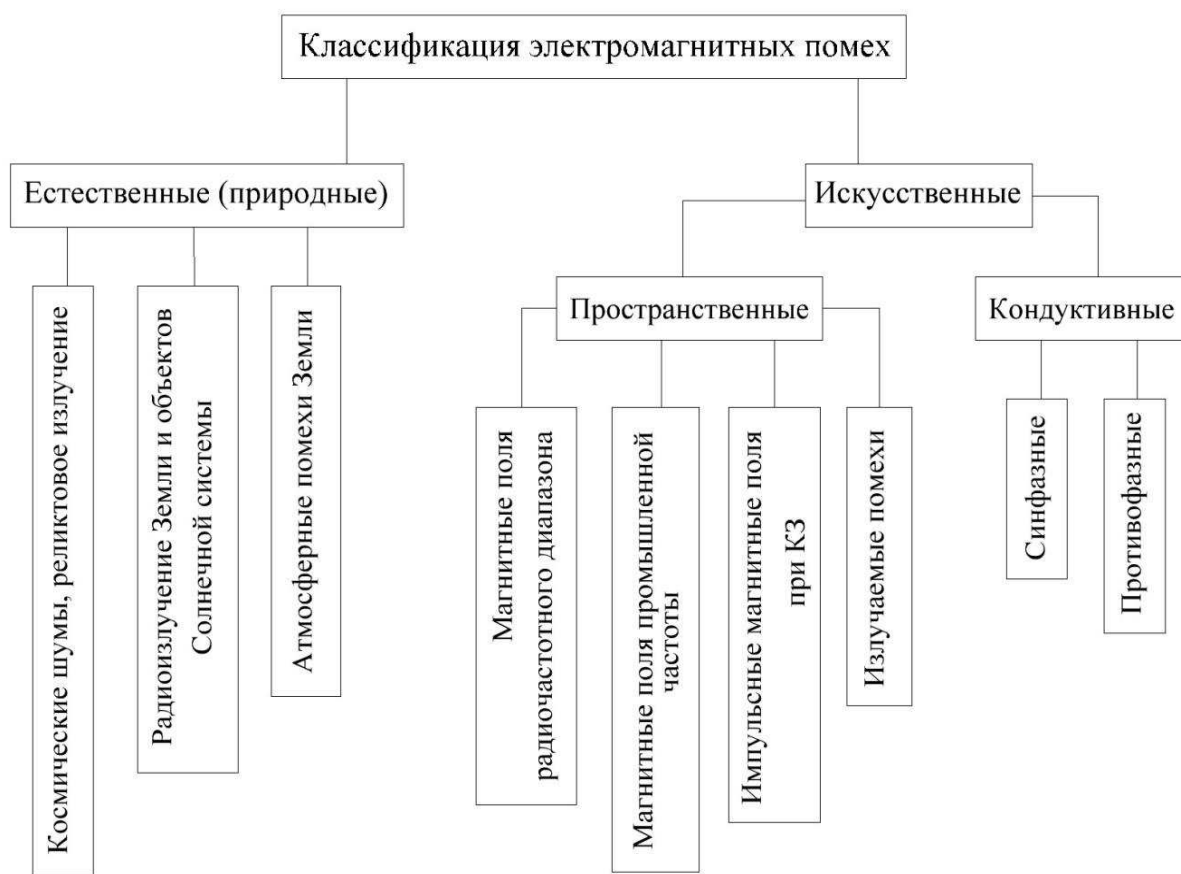 Классификация электромагнитных помех
Естественные (природные)
Искусственные
Пространственные
Кондуктивные
Космические шумы, реликтовое излучение
Радиоизлучение Земли и объектов
Солнечной системы
Атмосферные помехи Земли
Магнитные поля
радиочастотного диапазона
Магнитные поля промышленной
частоты
Импульсные магнитные поля
при КЗ
Излучаемые помехи
Синфазные
Противофазные